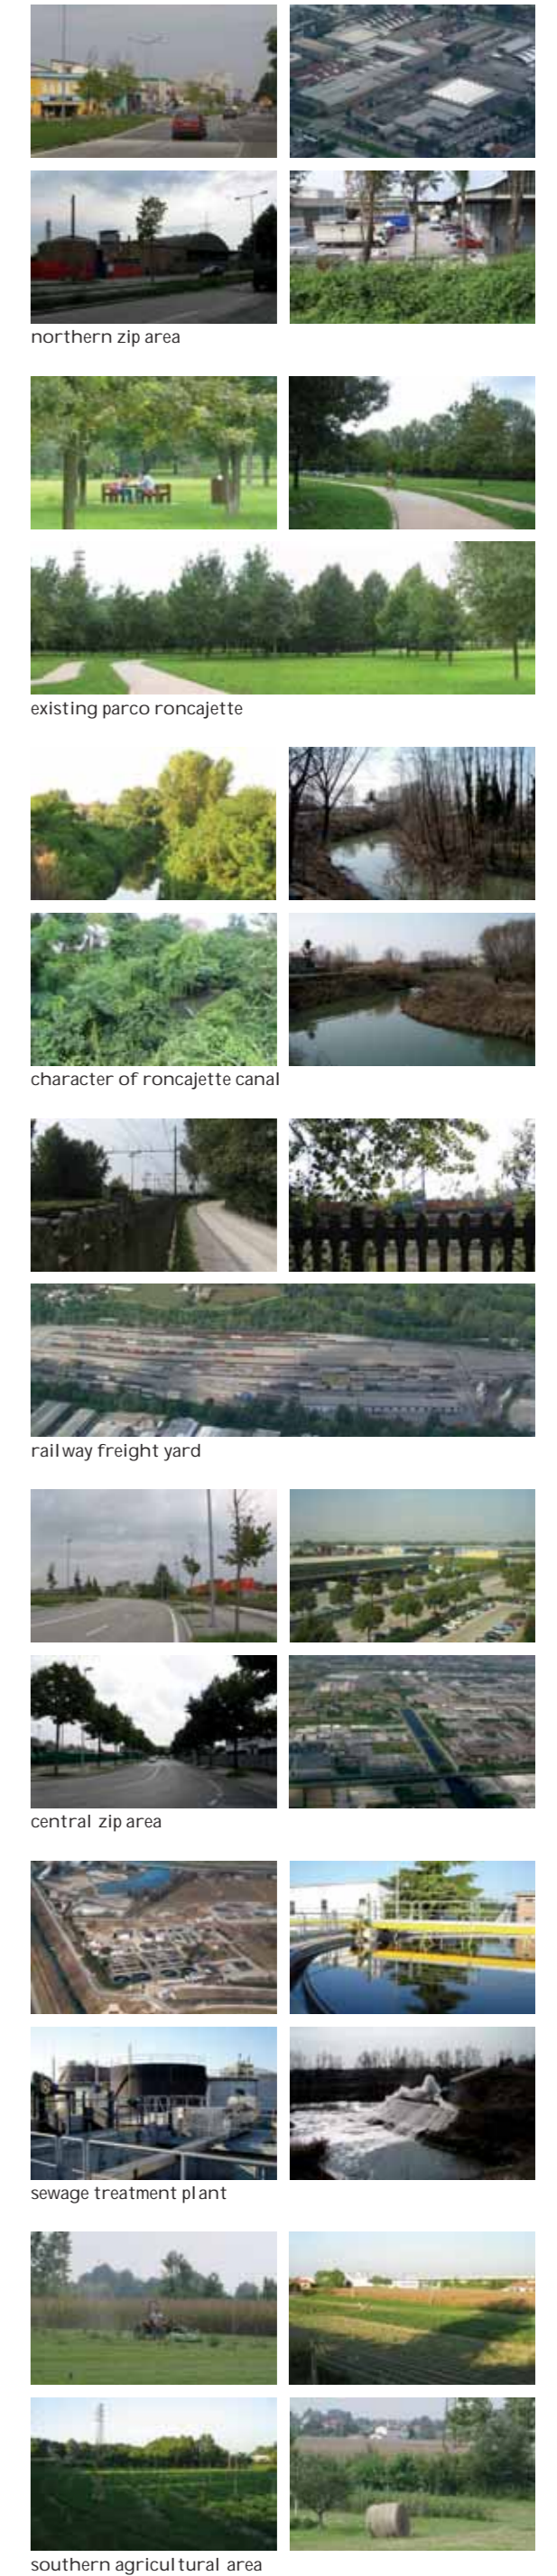 northern zip area
existing parco roncajette
character of roncajette canal
railway freight yard
central zip area
sewage treatment plant
southern agricultural area